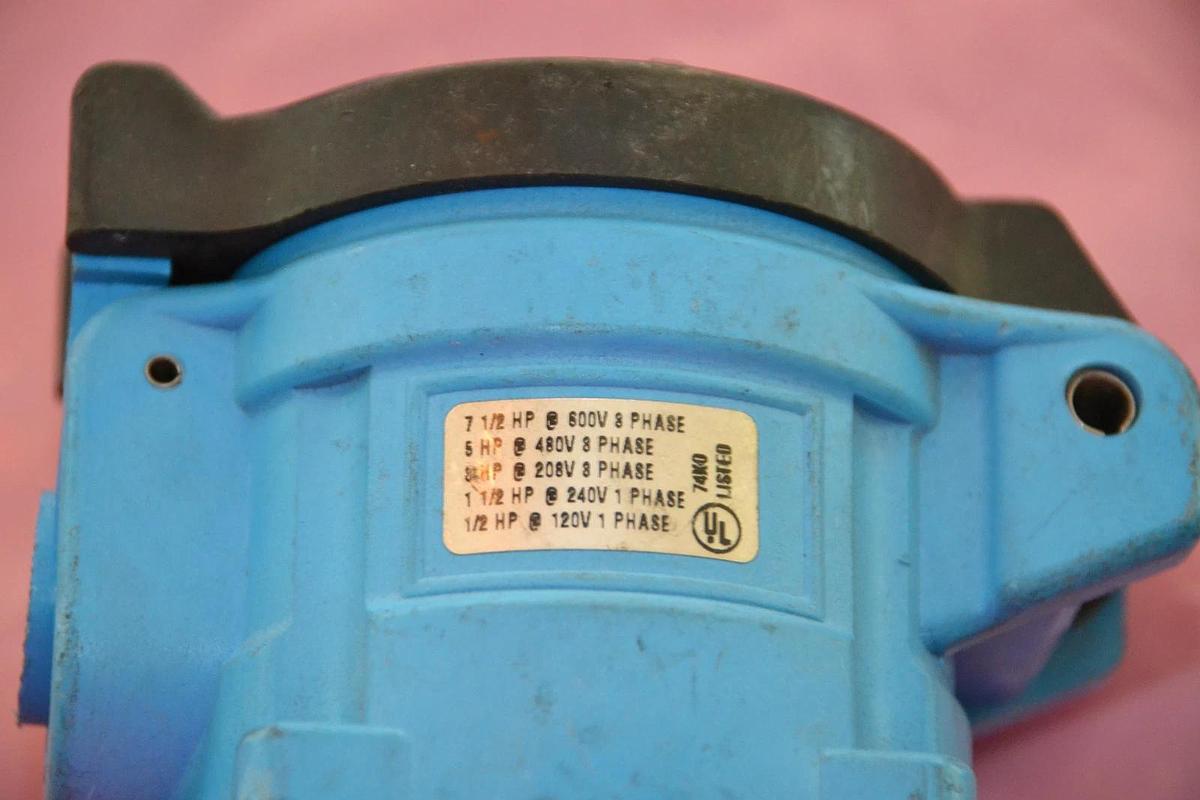 7 1/2 HP @ 600V 3 PHASE
5 HP @ 480V 3 PHASE
HP @ 208V 3 PHASE
1 1/2 HP @ 240V 1 PHASE
1/2 HP @ 120V 1 PHASE
74K0
LISTED
UL